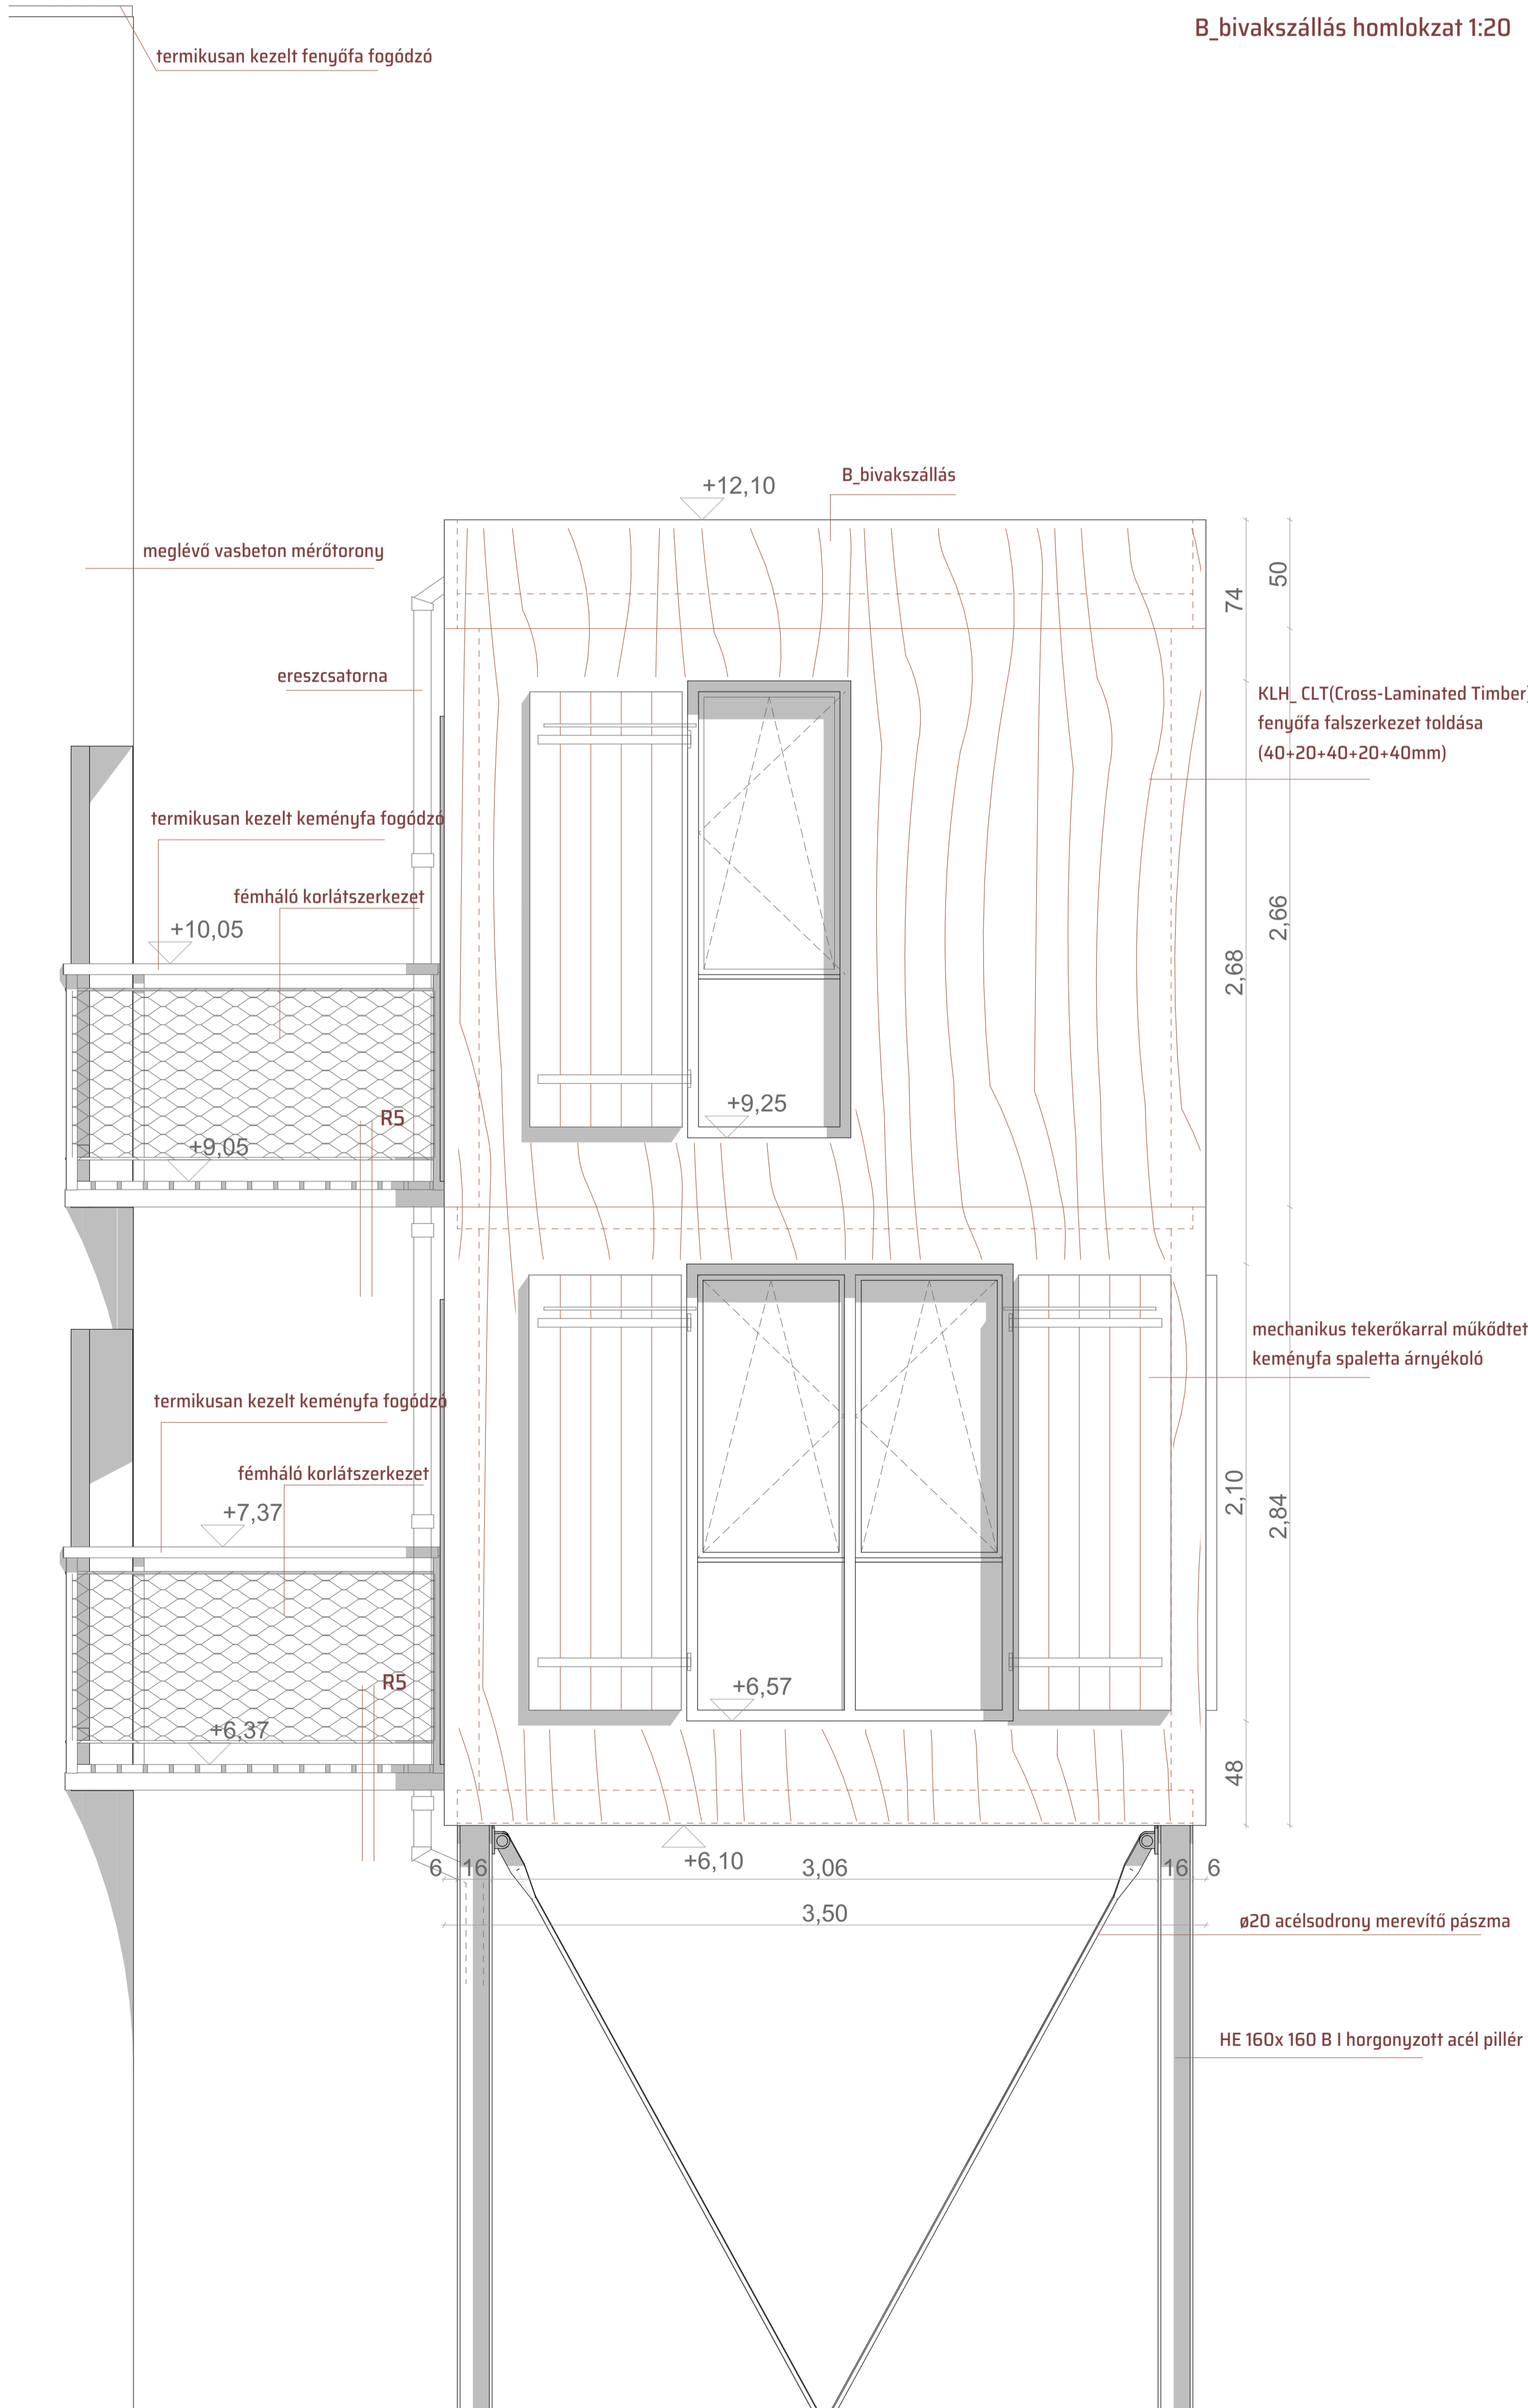 B_bivakszállás homlokzat 1:20
termikusan kezelt fenyőfa fogódzó
B_bivakszállás
+12,10
meglévő vasbeton mérőtorony
50
74
ereszcsatorna
KLH_ CLT(Cross-Laminated Timber)
fenyőfa falszerkezet toldása
(40+20+40+20+40mm)
termikusan kezelt keményfa fogódzó
fémháló korlátszerkezet
+10,05
2,66
2,68
+9,25
R5
+9,05
mechanikus tekerőkarral működtet
keményfa spaletta árnyékoló
termikusan kezelt keményfa fogódzó
fémháló korlátszerkezet
+7,37
2,10
2,84
R5
+6,57
+6,37
48
+6,10
6 16 3,06 16 6
3,50
ø20 acélsodrony merevítő pászma
HE 160x 160 B I horgonyzott acél pillér